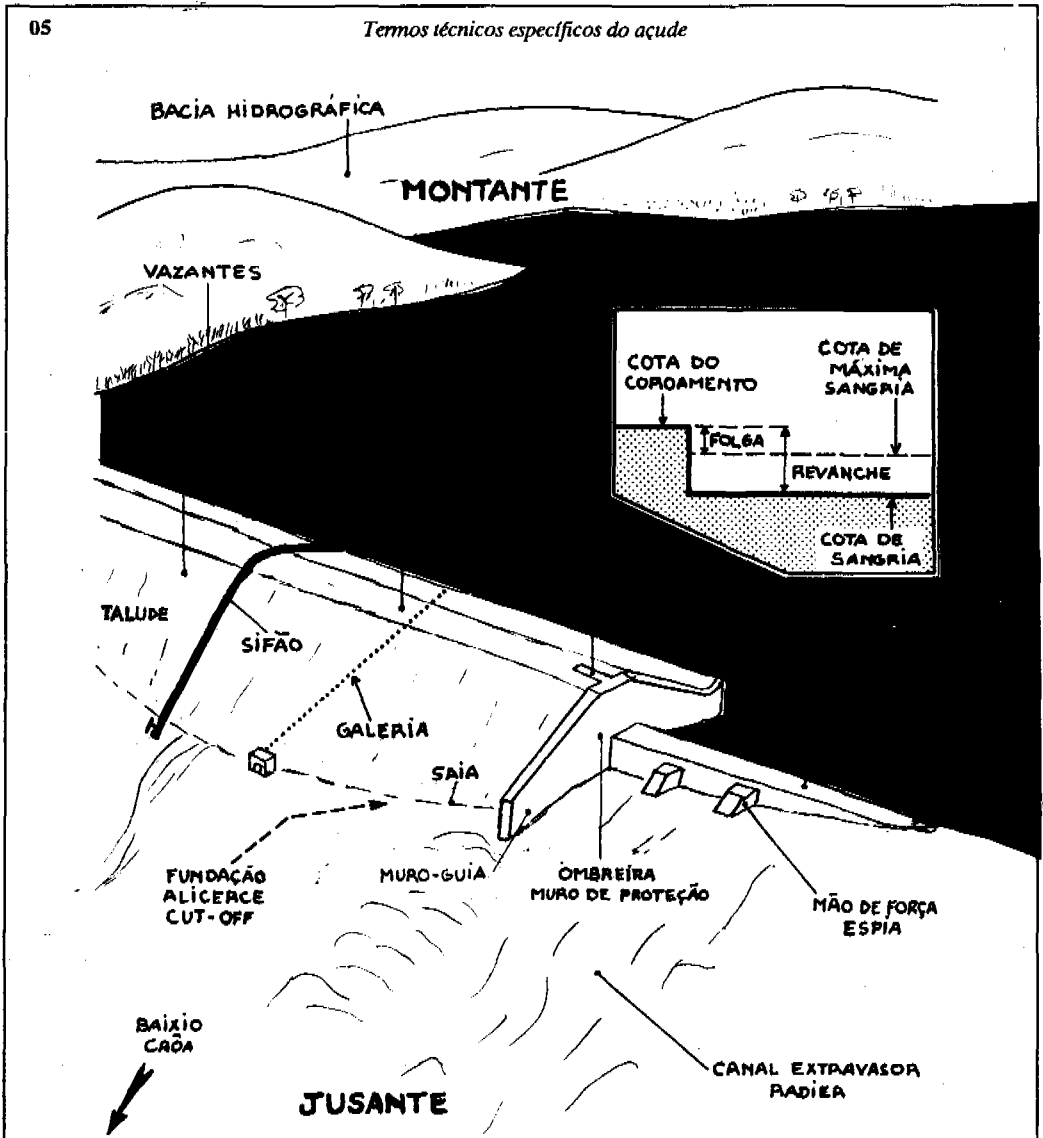 05
Termos técnicos específicos do açude
BACIA HIDROGRÁFICA
MONTANTE
VAZANTES
COTA DO
COROAMENTO
COTA DE
MÁXIMA
SANGRIA
FOLGA
REVANCHE
COTA DE
SANGRIA
TALUDE
SIFÃO
GALERIA
SAIA
FUNDAÇÃO
ALICERCE
CUT-OFF
MURO-GUIA
OMBREIRA
MURO DE PROTEÇÃO
MÃO DE FORÇA
ESPIA
BAIXIO
CRÔA
CANAL EXTRAVASOR
RADIER
JUSANTE